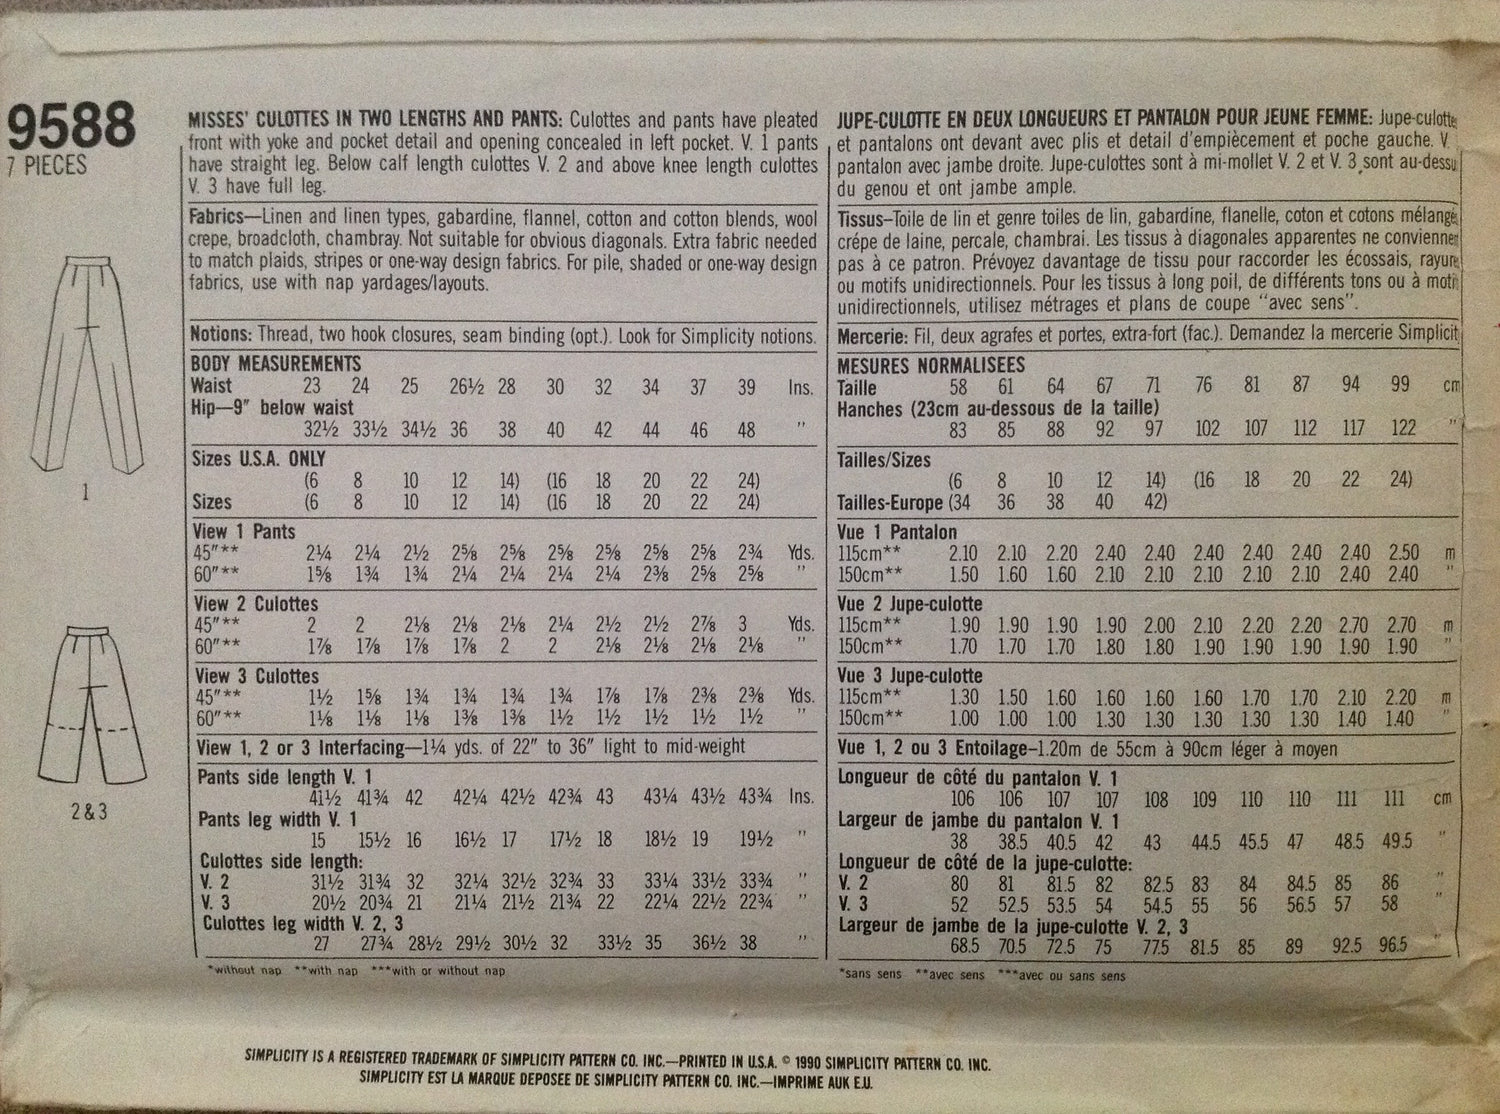 9588
7 PIECES
1
2&3
MISSES' CULOTTES IN TWO LENGTHS AND PANTS: Culottes and pants have pleated
front with yoke and pocket detail and opening concealed in left pocket. V. 1 pants
have straight leg. Below calf length culottes V. 2 and above knee length culottes
V. 3 have full leg.
Fabrics—Linen and linen types, gabardine, flannel, cotton and cotton blends, wool
crepe, broadcloth, chambray. Not suitable for obvious diagonals. Extra fabric needed
to match plaids, stripes or one-way design fabrics. For pile, shaded or one-way design
fabrics, use with nap yardages/layouts.
Notions: Thread, two hook closures, seam binding (opt.). Look for Simplicity notions.
BODY MEASUREMENTS
Waist 23 24 25 26½ 28 30 32 34 37 39 Ins.
Hip—9" below waist
32½ 33½ 34½ 36 38 40 42 44 46 48 "
Sizes U.S.A. ONLY
(6 8 10 12 14) (16 18 20 22 24)
Sizes (6 8 10 12 14) (16 18 20 22 24)
View 1 Pants
45"** 2¼ 2¼ 2½ 2⅝ 2⅝ 2⅝ 2⅝ 2⅝ 2⅝ 2¾ Yds.
60"** 1⅝ 1¾ 1¾ 2¼ 2¼ 2¼ 2¼ 2⅜ 2⅝ 2⅝ "
View 2 Culottes
45"** 2 2 2⅛ 2⅛ 2⅛ 2¼ 2½ 2½ 2⅞ 3 Yds.
60"** 1⅞ 1⅞ 1⅞ 1⅞ 2 2 2⅛ 2⅛ 2⅛ 2⅛ "
View 3 Culottes
45"** 1½ 1⅝ 1¾ 1¾ 1¾ 1¾ 1⅞ 1⅞ 2⅜ 2⅜ Yds.
60"** 1⅛ 1⅛ 1⅛ 1⅜ 1⅜ 1½ 1½ 1½ 1½ 1½ "
View 1, 2 or 3 Interfacing—1¼ yds. of 22" to 36" light to mid-weight
Pants side length V. 1
41½ 41¾ 42 42¼ 42½ 42¾ 43 43¼ 43½ 43¾ Ins.
Pants leg width V. 1
15 15½ 16 16½ 17 17½ 18 18½ 19 19½ "
Culottes side length:
V. 2 31½ 31¾ 32 32¼ 32½ 32¾ 33 33¼ 33½ 33¾ "
V. 3 20½ 20¾ 21 21¼ 21½ 21¾ 22 22¼ 22½ 22¾ "
Culottes leg width V. 2, 3
27 27¾ 28½ 29½ 30½ 32 33½ 35 36½ 38 "
*without nap **with nap ***with or without nap
JUPE-CULOTTE EN DEUX LONGUEURS ET PANTALON POUR JEUNE FEMME: Jupe-culotte
et pantalons ont devant avec plis et detail d'empiècement et poche gauche. V.
pantalon avec jambe droite. Jupe-culottes sont à mi-mollet V. 2 et V. 3 sont au-dessu
du genou et ont jambe ample.
Tissus—Toile de lin et genre toiles de lin, gabardine, flanelle, coton et cotons mélangé
crépe de laine, percale, chambrai. Les tissus à diagonales apparentes ne convienne
pas à ce patron. Prévoyez davantage de tissu pour raccorder les écossais, rayure
ou motifs unidirectionnels. Pour les tissus à long poil, de différents tons ou à moti
unidirectionnels, utilisez métrages et plans de coupe "avec sens".
Mercerie: Fil, deux agrafes et portes, extra-fort (fac.). Demandez la mercerie Simplicit
MESURES NORMALISEES
Taille 58 61 64 67 71 76 81 87 94 99 cm
Hanches (23cm au-dessous de la taille)
83 85 88 92 97 102 107 112 117 122 "
Tailles/Sizes
(6 8 10 12 14) (16 18 20 22 24)
Tailles-Europe (34 36 38 40 42)
Vue 1 Pantalon
115cm** 2.10 2.10 2.20 2.40 2.40 2.40 2.40 2.40 2.40 2.50 m
150cm** 1.50 1.60 1.60 2.10 2.10 2.10 2.10 2.10 2.40 2.40 "
Vue 2 Jupe-culotte
115cm** 1.90 1.90 1.90 1.90 2.00 2.10 2.20 2.20 2.70 2.70 m
150cm** 1.70 1.70 1.70 1.80 1.80 1.90 1.90 1.90 1.90 1.90 "
Vue 3 Jupe-culotte
115cm** 1.30 1.50 1.60 1.60 1.60 1.60 1.70 1.70 2.10 2.20 m
150cm** 1.00 1.00 1.00 1.30 1.30 1.30 1.30 1.30 1.40 1.40 "
Vue 1, 2 ou 3 Entoilage—1.20m de 55cm à 90cm léger à moyen
Longueur de côté du pantalon V. 1
106 106 107 107 108 109 110 110 111 111 cm
Largeur de jambe du pantalon V. 1
38 38.5 40.5 42 43 44.5 45.5 47 48.5 49.5 "
Longueur de côté de la jupe-culotte:
V. 2 80 81 81.5 82 82.5 83 84 84.5 85 86 "
V. 3 52 52.5 53.5 54 54.5 55 56 56.5 57 58 "
Largeur de jambe de la jupe-culotte V. 2, 3
68.5 70.5 72.5 75 77.5 81.5 85 89 92.5 96.5 "
*sans sens **avec sens ***avec ou sans sens
SIMPLICITY IS A REGISTERED TRADEMARK OF SIMPLICITY PATTERN CO. INC.—PRINTED IN U.S.A. © 1990 SIMPLICITY PATTERN CO. INC.
SIMPLICITY EST LA MARQUE DEPOSEE DE SIMPLICITY PATTERN CO. INC.—IMPRIME AUK E.U.